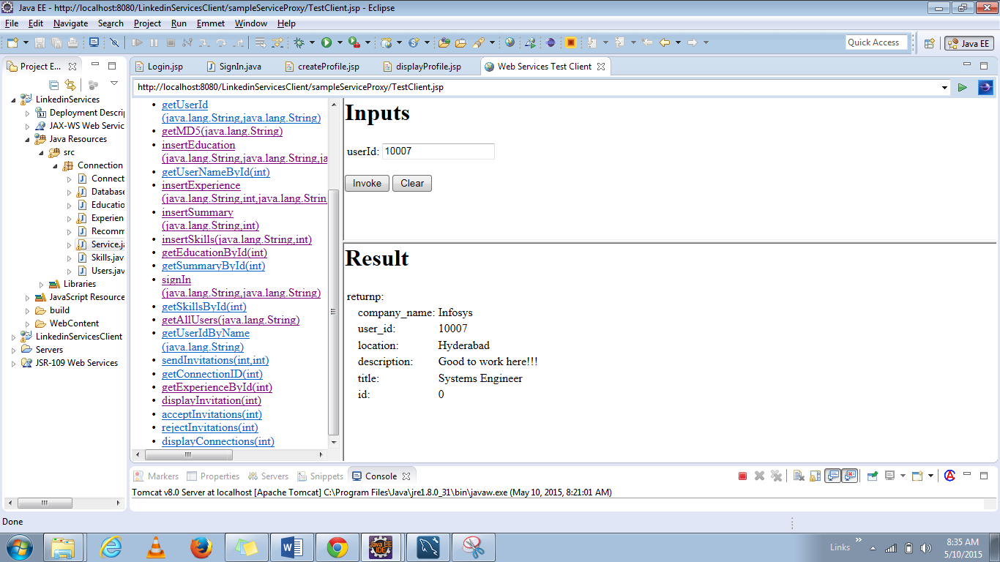 Java EE - http://localhost:8080/LinkedinServicesClient/sampleServiceProxy/TestClient.jsp - Eclipse
File Edit Navigate Search Project Run Emmet Window Help
Quick Access
Java EE
Project E...
LinkedinServices
Deployment Descri
JAX-WS Web Servic
Java Resources
src
Connection
Connect
Database
Educatio
Experien
Recomm
Service.ja
Skills.jav
Users.jav
Libraries
JavaScript Resource
build
WebContent
LinkedinServicesClient
Servers
JSR-109 Web Services
Login.jsp SignIn.java createProfile.jsp displayProfile.jsp Web Services Test Client
http://localhost:8080/LinkedinServicesClient/sampleServiceProxy/TestClient.jsp
getUserId
(java.lang.String,java.lang.String)
getMD5(java.lang.String)
insertEducation
(java.lang.String,java.lang.String,ja
getUserNameById(int)
insertExperience
(java.lang.String,int,java.lang.Strin
insertSummary
(java.lang.String,int)
insertSkills(java.lang.String,int)
getEducationById(int)
getSummaryById(int)
signIn
(java.lang.String,java.lang.String)
getSkillsById(int)
getAllUsers(java.lang.String)
getUserIdByName
(java.lang.String)
sendInvitations(int,int)
getConnectionID(int)
getExperienceById(int)
displayInvitation(int)
acceptInvitations(int)
rejectInvitations(int)
displayConnections(int)
Inputs
userId: 10007
Invoke Clear
Result
returnp:
company_name: Infosys
user_id: 10007
location: Hyderabad
description: Good to work here!!!
title: Systems Engineer
id: 0
Markers Properties Servers Snippets Console
Tomcat v8.0 Server at localhost [Apache Tomcat] C:\Program Files\Java\jre1.8.0_31\bin\javaw.exe (May 10, 2015, 8:21:01 AM)
Done
Java EE
IDE
Links
8:35 AM
5/10/2015